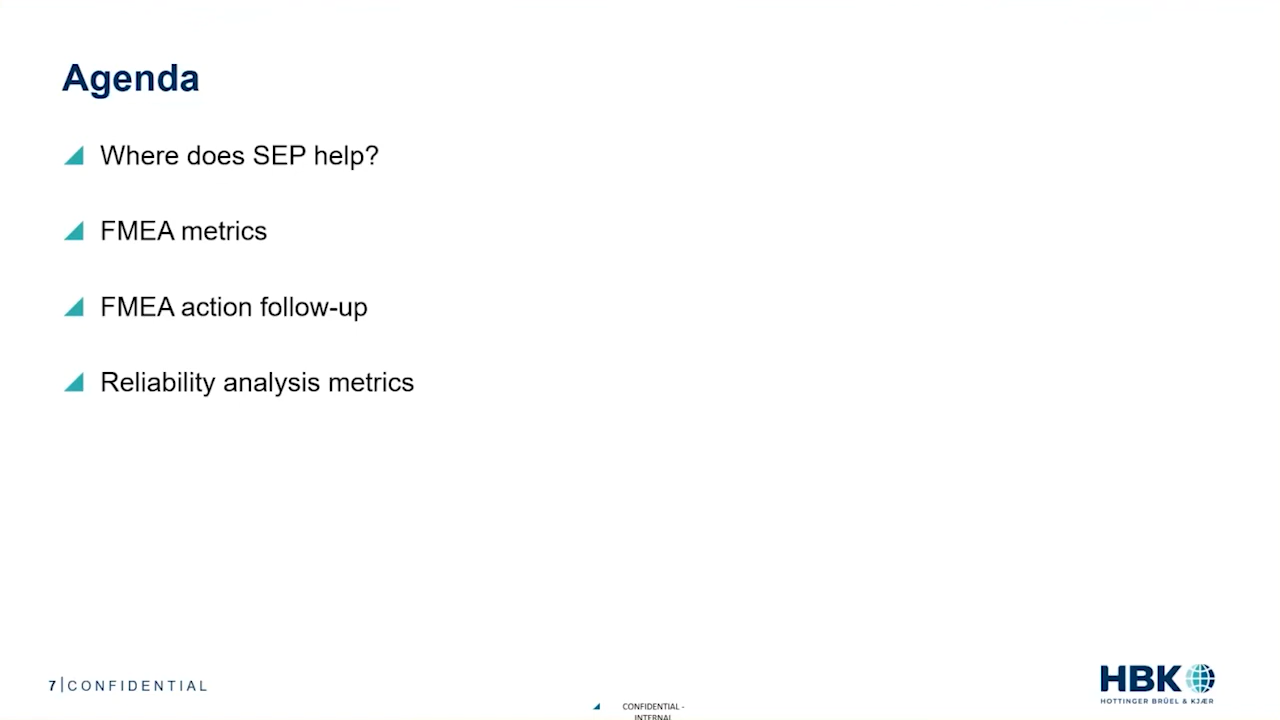 Agenda
Where does SEP help?
FMEA metrics
FMEA action follow-up
Reliability analysis metrics
7|CONFIDENTIAL
HBK
HOTTINGER BRÜEL & KJÆR
CONFIDENTIAL -
INTERNAL